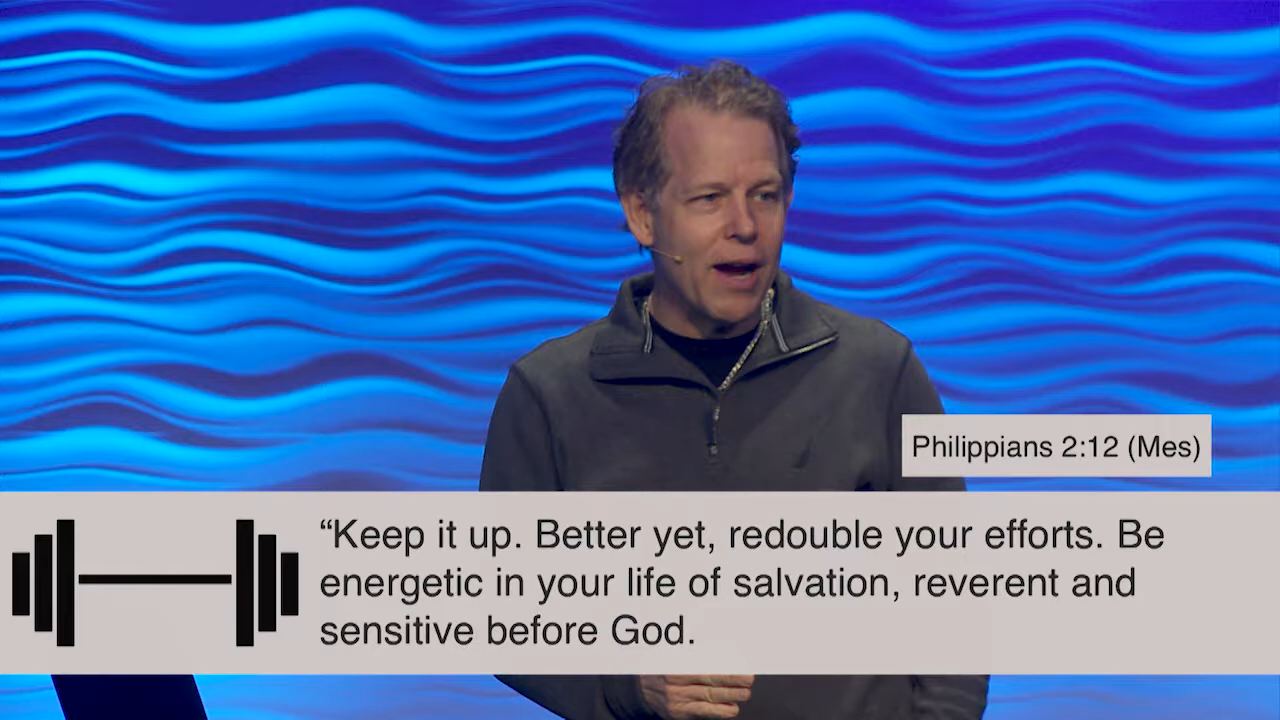 Philippians 2:12 (Mes)
“Keep it up. Better yet, redouble your efforts. Be
energetic in your life of salvation, reverent and
sensitive before God.